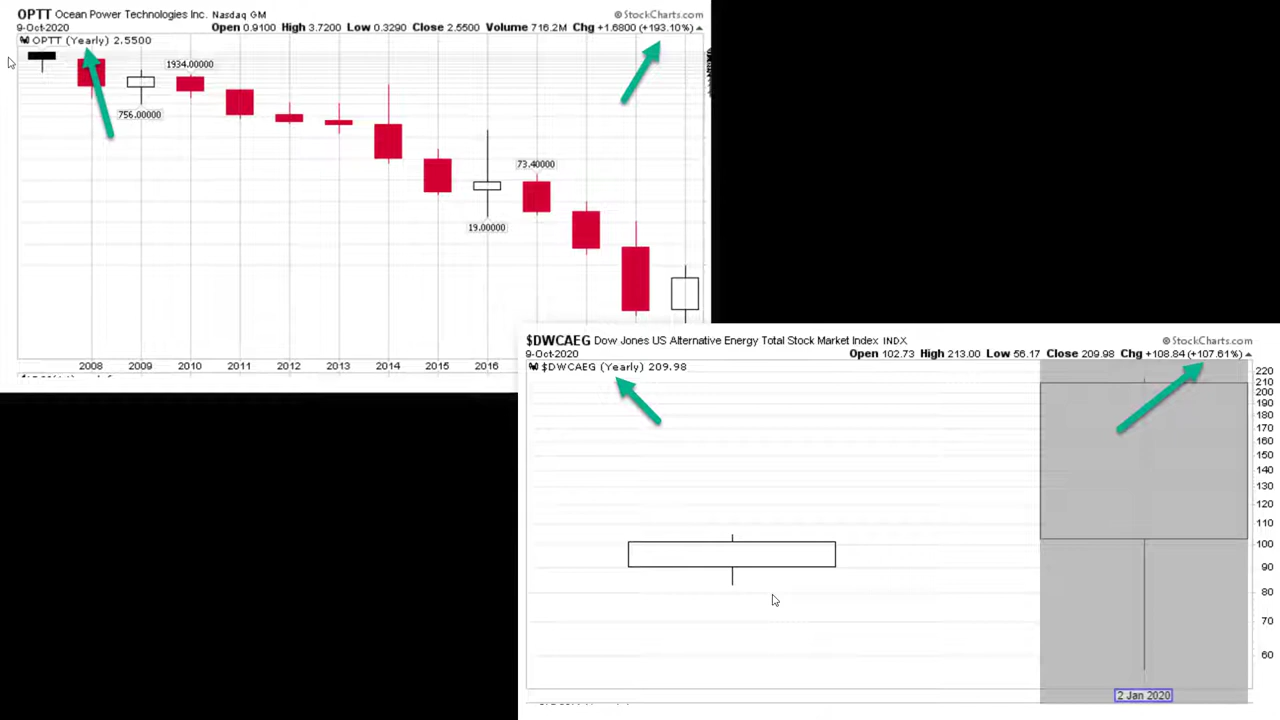 OPTT Ocean Power Technologies Inc. Nasdaq GM
© StockCharts.com
9-Oct-2020
Open 0.9100 High 3.7200 Low 0.3290 Close 2.5500 Volume 716.2M Chg +1.6800 (+193.10%)
OPTT (Yearly) 2.5500
1934.00000
756.00000
73.40000
19.00000
2008 2009 2010 2011 2012 2013 2014 2015 2016
$DWCAEG Dow Jones US Alternative Energy Total Stock Market Index INDX
© StockCharts.com
9-Oct-2020
Open 102.73 High 213.00 Low 56.17 Close 209.98 Chg +108.84 (+107.61%)
$DWCAEG (Yearly) 209.98
220
210
200
190
180
170
160
150
140
130
120
110
100
90
80
70
60
2 Jan 2020